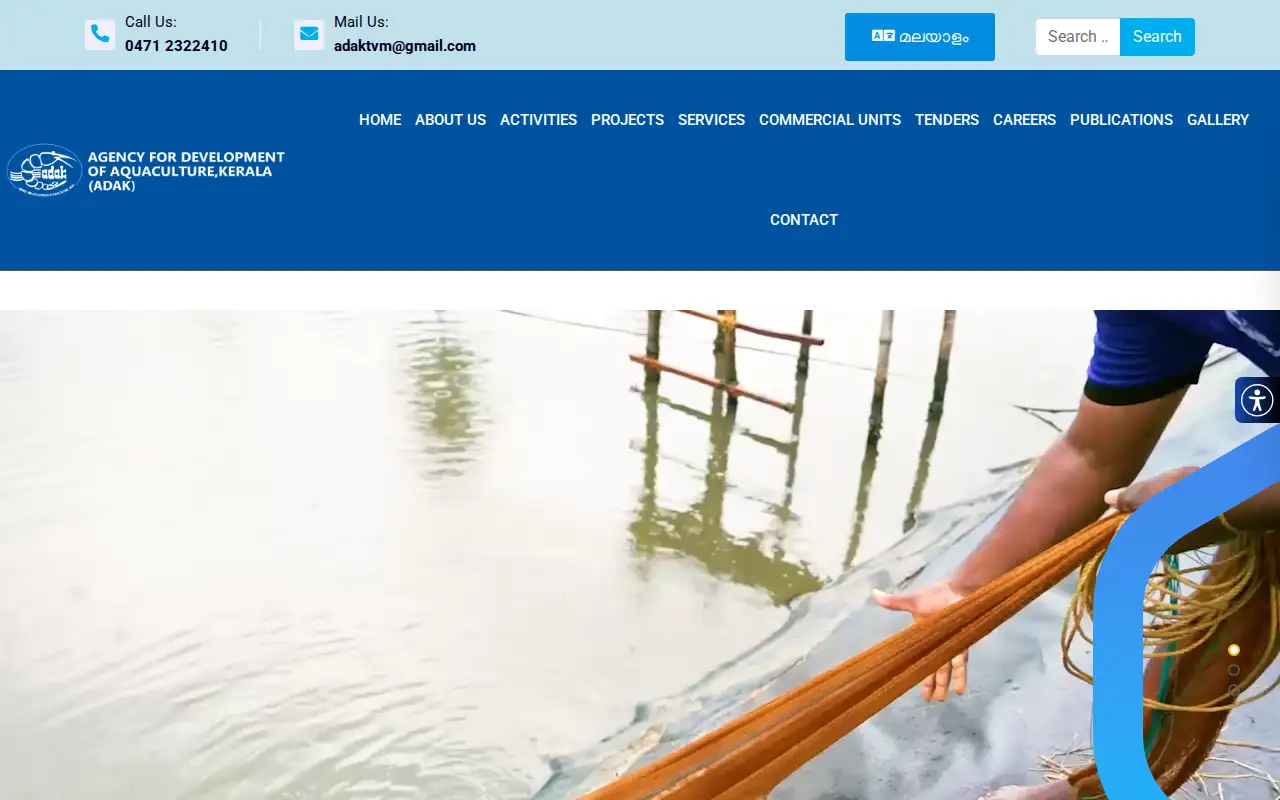 Call Us:
0471 2322410
Mail Us:
adaktvm@gmail.com
മലയാളം
Search ..
Search
HOME ABOUT US ACTIVITIES PROJECTS SERVICES COMMERCIAL UNITS TENDERS CAREERS PUBLICATIONS GALLERY
CONTACT
adak
AGENCY FOR DEVELOPMENT
OF AQUACULTURE,KERALA
(ADAK)